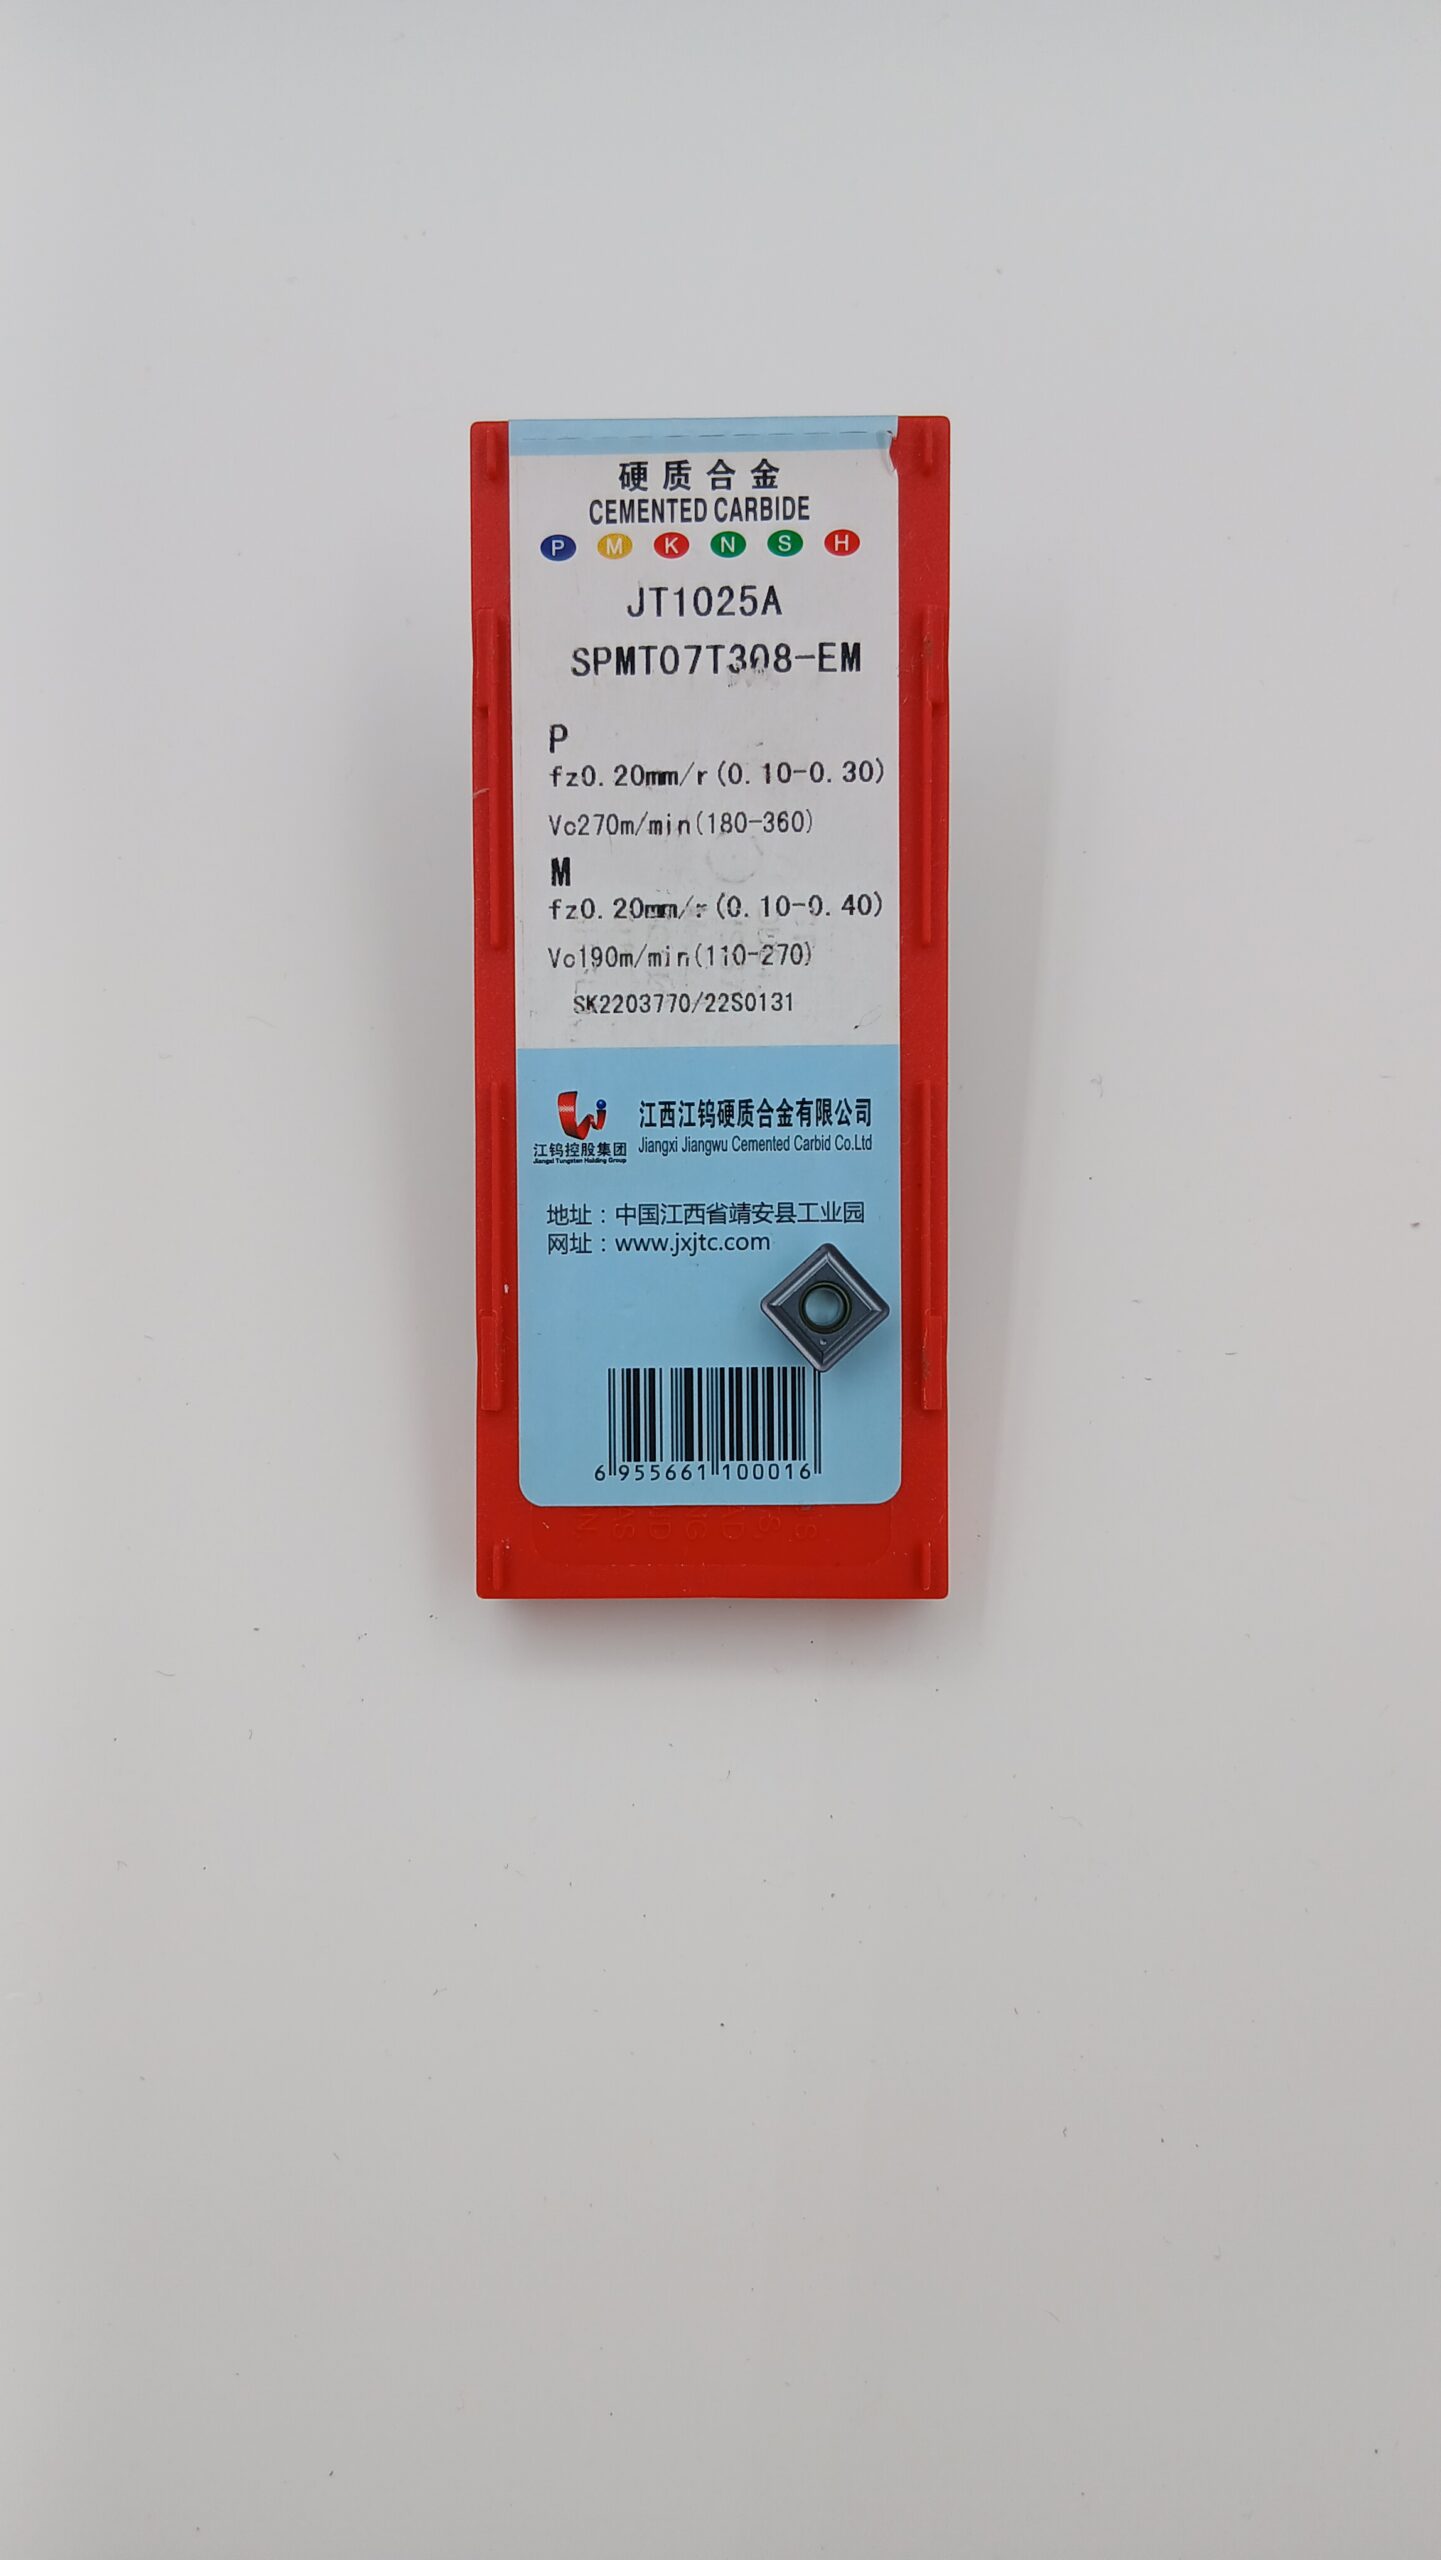 硬质合金
CEMENTED CARBIDE
P M K N S H
JT1025A
SPMT07T308-EM
P
fz0.20mm/r(0.10-0.30)
Vc270m/min(180-360)
M
fz0.20mm/r(0.10-0.40)
Vc190m/min(110-270)
SK2203770/22S0131
江西江钨硬质合金有限公司
Jiangxi Jiangwu Cemented Carbid Co.Ltd
江钨控股集团
Jiangxi Tungsten Holding Group
地址：中国江西省靖安县工业园
网址：www.jxjtc.com
6 955661 100016